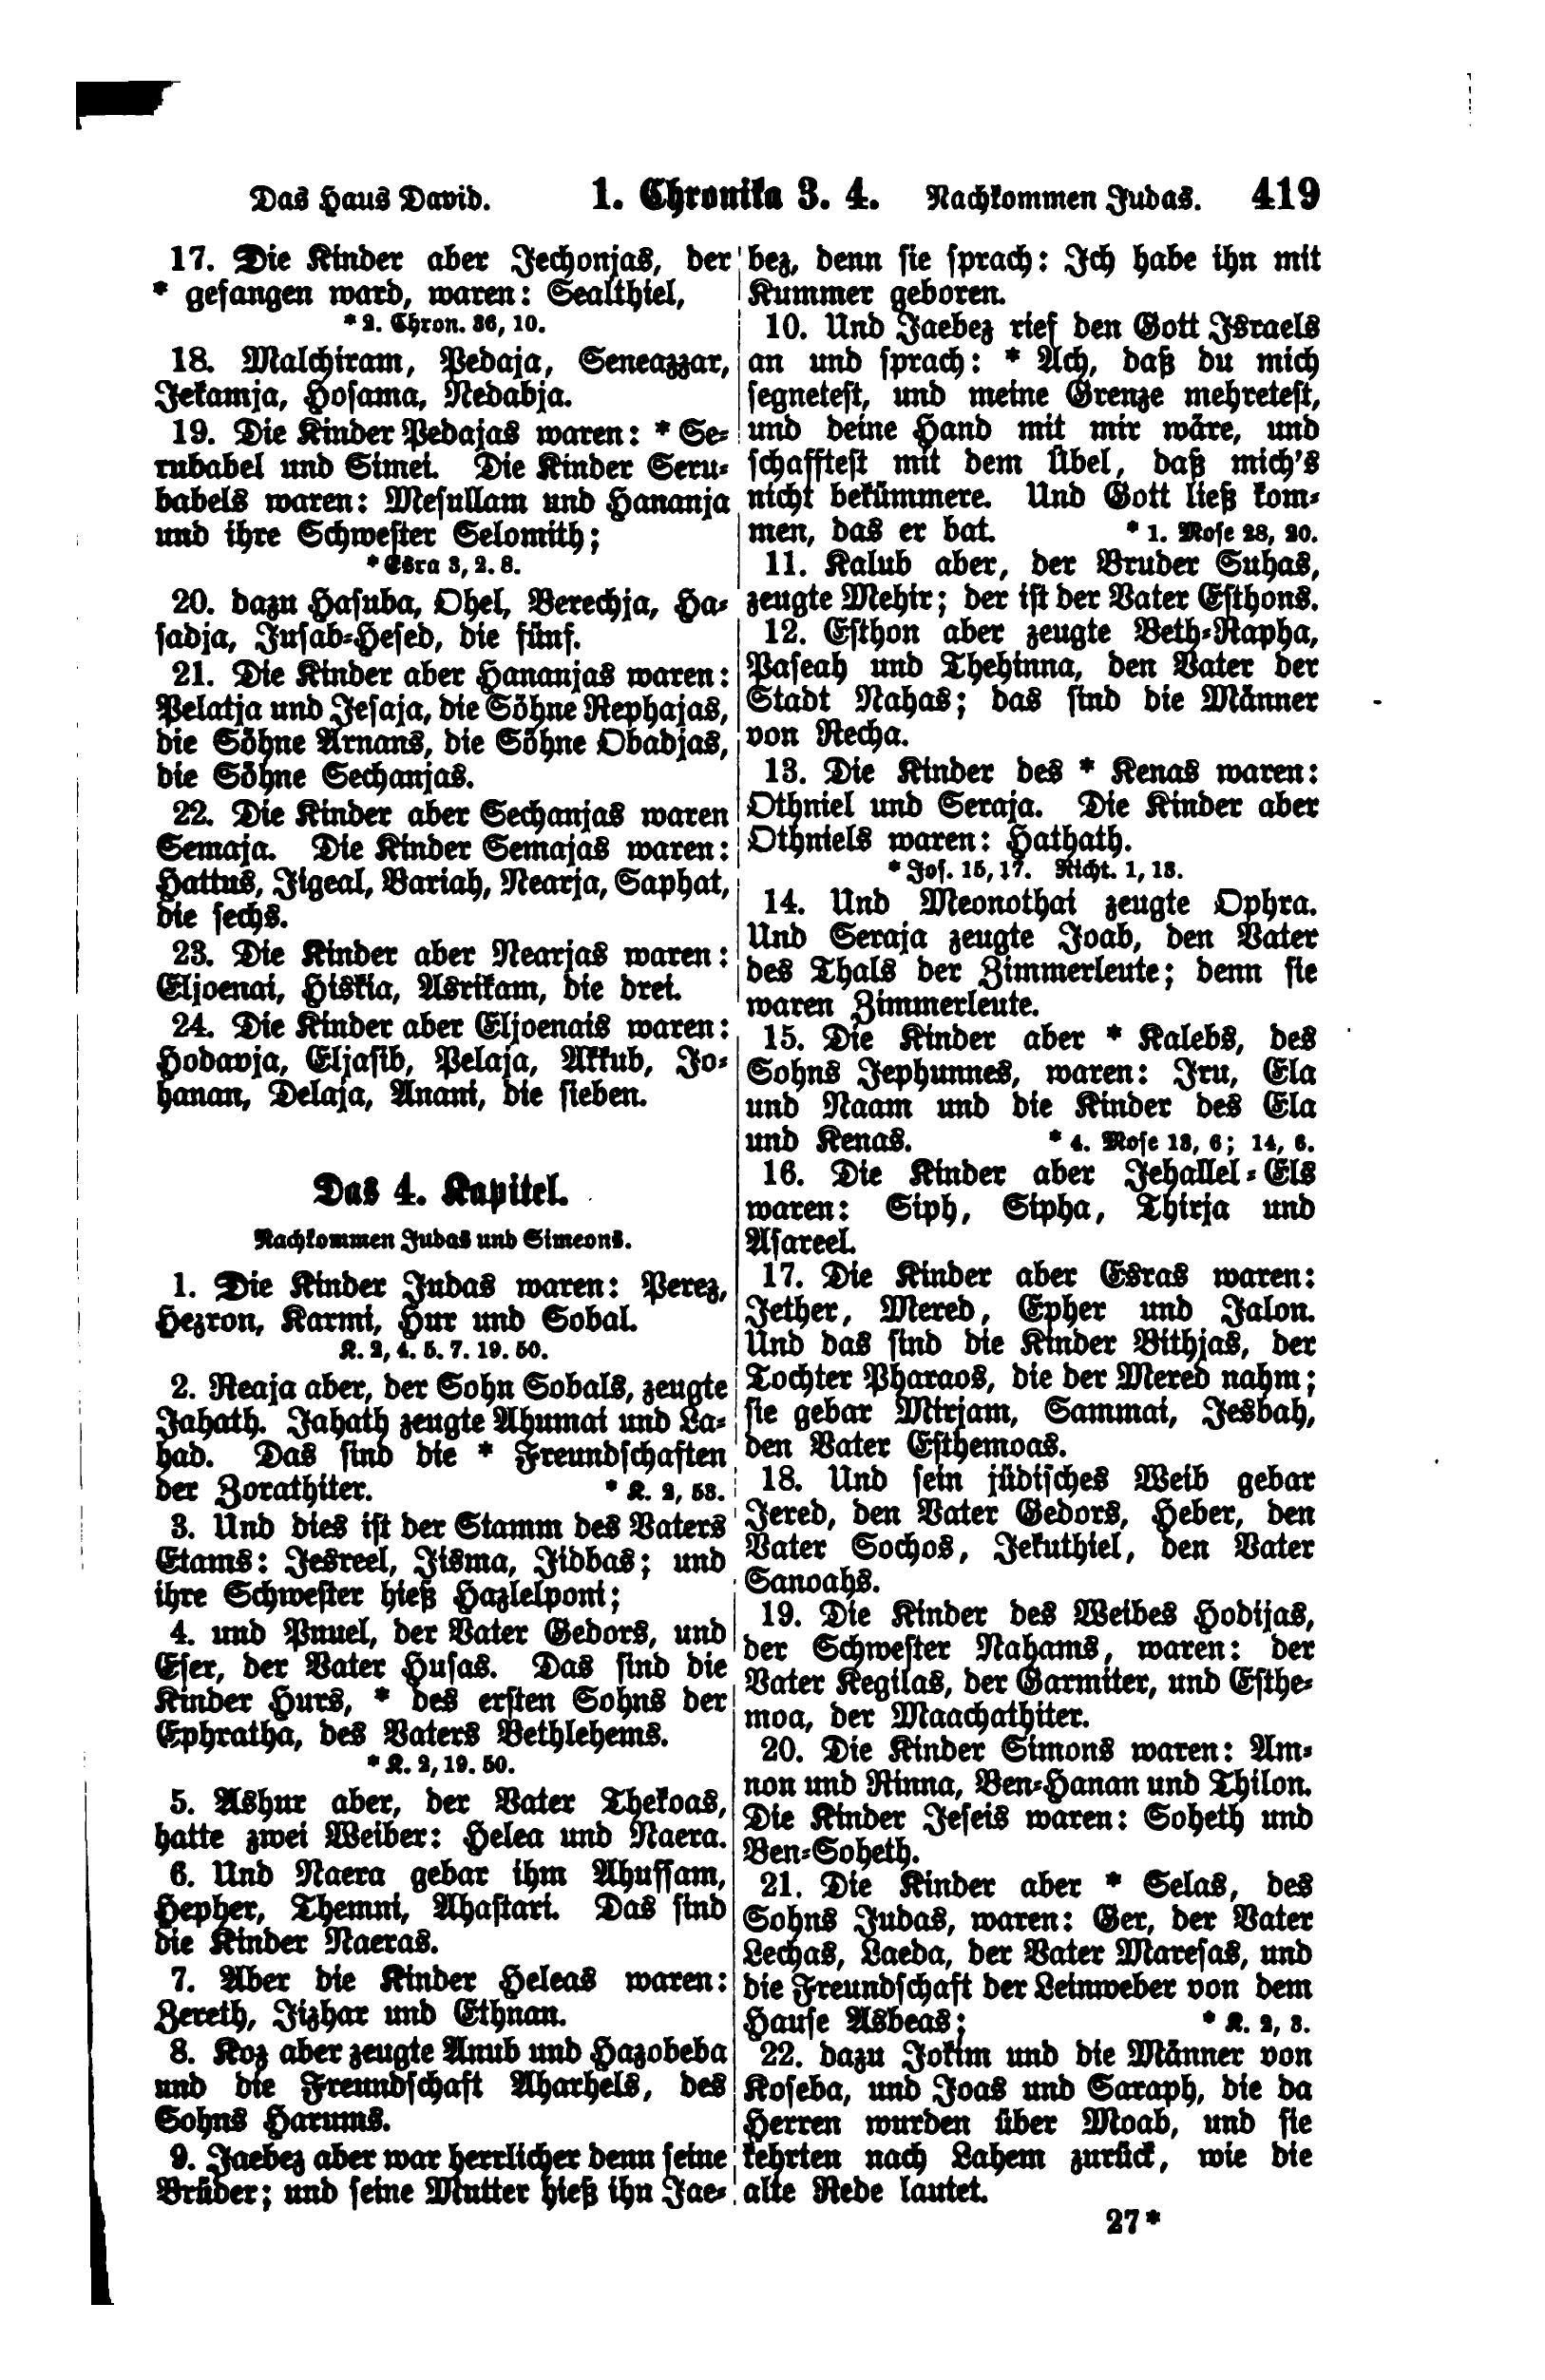 Das Haus David. 1. Chronika 3. 4. Nachkommen Judas. 419
17. Die Kinder aber Jechonjas, der
* gefangen ward, waren: Sealthiel,
* 2. Chron. 36, 10.
18. Malchiram, Pedaja, Seneazzar,
Jekamja, Hosama, Nedabja.
19. Die Kinder Pedajas waren: * Se-
rubabel und Simei. Die Kinder Seru-
babels waren: Mesullam und Hananja
und ihre Schwester Selomith;
* Esra 3, 2. 8.
20. dazu Hasuba, Ohel, Berechja, Ha-
sadja, Jusab-Hesed, die fünf.
21. Die Kinder aber Hananjas waren:
Pelatja und Jesaja, die Söhne Rephajas,
die Söhne Arnans, die Söhne Obadjas,
die Söhne Sechanjas.
22. Die Kinder aber Sechanjas waren
Semaja. Die Kinder Semajas waren:
Hattus, Jigeal, Bariah, Nearja, Saphat,
die sechs.
23. Die Kinder aber Nearjas waren:
Eljoenai, Hiskia, Asrikam, die drei.
24. Die Kinder aber Eljoenais waren:
Hodavja, Eljasib, Pelaja, Akkub, Jo-
hanan, Delaja, Anani, die sieben.
Das 4. Kapitel.
Nachkommen Judas und Simeons.
1. Die Kinder Judas waren: Perez,
Hezron, Karmi, Hur und Sobal.
K. 2, 4. 5. 7. 19. 50.
2. Reaja aber, der Sohn Sobals, zeugte
Jahath. Jahath zeugte Ahumai und La-
had. Das sind die * Freundschaften
der Zorathiter. * K. 2, 53.
3. Und dies ist der Stamm des Vaters
Etams: Jesreel, Jisma, Jidbas; und
ihre Schwester hieß Hazlelponi;
4. und Pnuel, der Vater Gedors, und
Eser, der Vater Husas. Das sind die
Kinder Hurs, * des ersten Sohns der
Ephratha, des Vaters Bethlehems.
* K. 2, 19. 50.
5. Ashur aber, der Vater Thekoas,
hatte zwei Weiber: Helea und Naera.
6. Und Naera gebar ihm Ahussam,
Hepher, Themni, Ahastari. Das sind
die Kinder Naeras.
7. Aber die Kinder Heleas waren:
Zereth, Jizhar und Ethnan.
8. Koz aber zeugte Anub und Hazobeba
und die Freundschaft Aharhels, des
Sohns Harums.
9. Jaebez aber war herrlicher denn seine
Brüder; und seine Mutter hieß ihn Jae-
bez, denn sie sprach: Ich habe ihn mit
Kummer geboren.
10. Und Jaebez rief den Gott Israels
an und sprach: * Ach, daß du mich
segnetest, und meine Grenze mehretest,
und deine Hand mit mir wäre, und
schafftest mit dem Übel, daß mich's
nicht bekümmere. Und Gott ließ kom-
men, das er bat. * 1. Mose 28, 20.
11. Kalub aber, der Bruder Suhas,
zeugte Mehir; der ist der Vater Esthons.
12. Esthon aber zeugte Beth-Rapha,
Paseah und Thehinna, den Vater der
Stadt Nahas; das sind die Männer
von Recha.
13. Die Kinder des * Kenas waren:
Othniel und Seraja. Die Kinder aber
Othniels waren: Hathath.
* Jos. 15, 17. Richt. 1, 13.
14. Und Meonothai zeugte Ophra.
Und Seraja zeugte Joab, den Vater
des Thals der Zimmerleute; denn sie
waren Zimmerleute.
15. Die Kinder aber * Kalebs, des
Sohns Jephunnes, waren: Iru, Ela
und Naam und die Kinder des Ela
und Kenas. * 4. Mose 13, 6; 14, 6.
16. Die Kinder aber Jehallel-Els
waren: Siph, Sipha, Thirja und
Asareel.
17. Die Kinder aber Esras waren:
Jether, Mered, Epher und Jalon.
Und das sind die Kinder Bithjas, der
Tochter Pharaos, die der Mered nahm;
sie gebar Mirjam, Sammai, Jesbah,
den Vater Esthemoas.
18. Und sein jüdisches Weib gebar
Jered, den Vater Gedors, Heber, den
Vater Sochos, Jekuthiel, den Vater
Sanoahs.
19. Die Kinder des Weibes Hodijas,
der Schwester Nahams, waren: der
Vater Kegilas, der Garmiter, und Esthe-
moa, der Maachathiter.
20. Die Kinder Simons waren: Am-
non und Rinna, Ben-Hanan und Thilon.
Die Kinder Jeseis waren: Soheth und
Ben-Soheth.
21. Die Kinder aber * Selas, des
Sohns Judas, waren: Ger, der Vater
Lechas, Laeda, der Vater Maresas, und
die Freundschaft der Leinweber von dem
Hause Asbeas; * K. 2, 3.
22. dazu Jokim und die Männer von
Koseba, und Joas und Saraph, die da
Herren wurden über Moab, und sie
kehrten nach Lahem zurück, wie die
alte Rede lautet.
27*